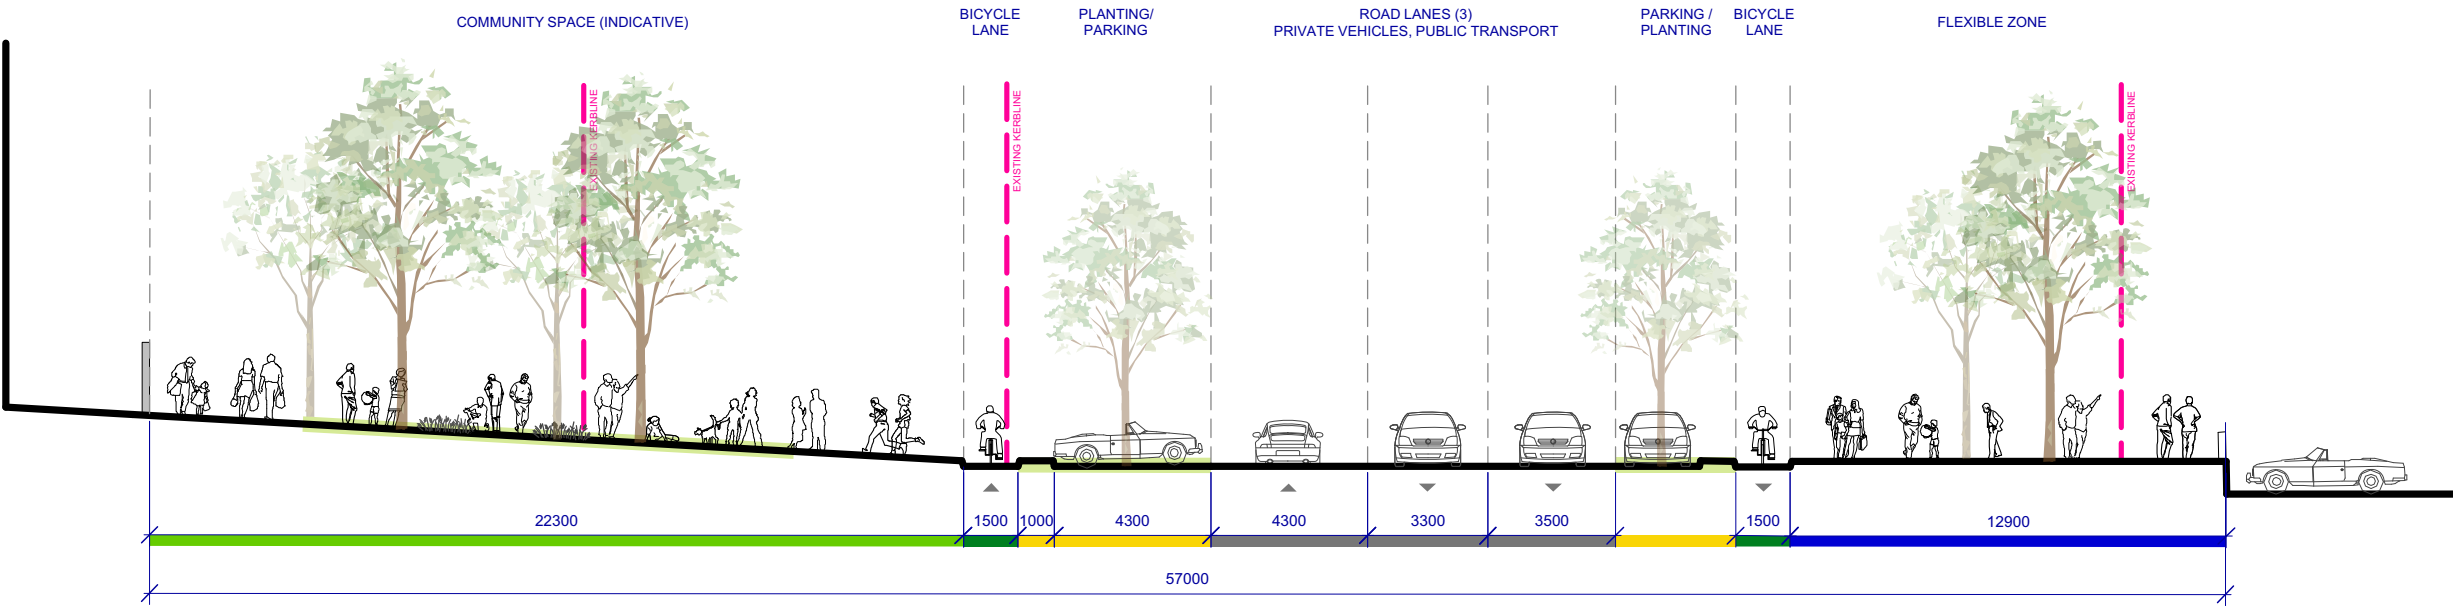 COMMUNITY SPACE (INDICATIVE)
BICYCLE
LANE
PLANTING/
PARKING
ROAD LANES (3)
PRIVATE VEHICLES, PUBLIC TRANSPORT
PARKING /
PLANTING
BICYCLE
LANE
FLEXIBLE ZONE
EXISTING KERBLINE
EXISTING KERBLINE
EXISTING KERBLINE
22300
1500
1000
4300
4300
3300
3500
1500
12900
57000